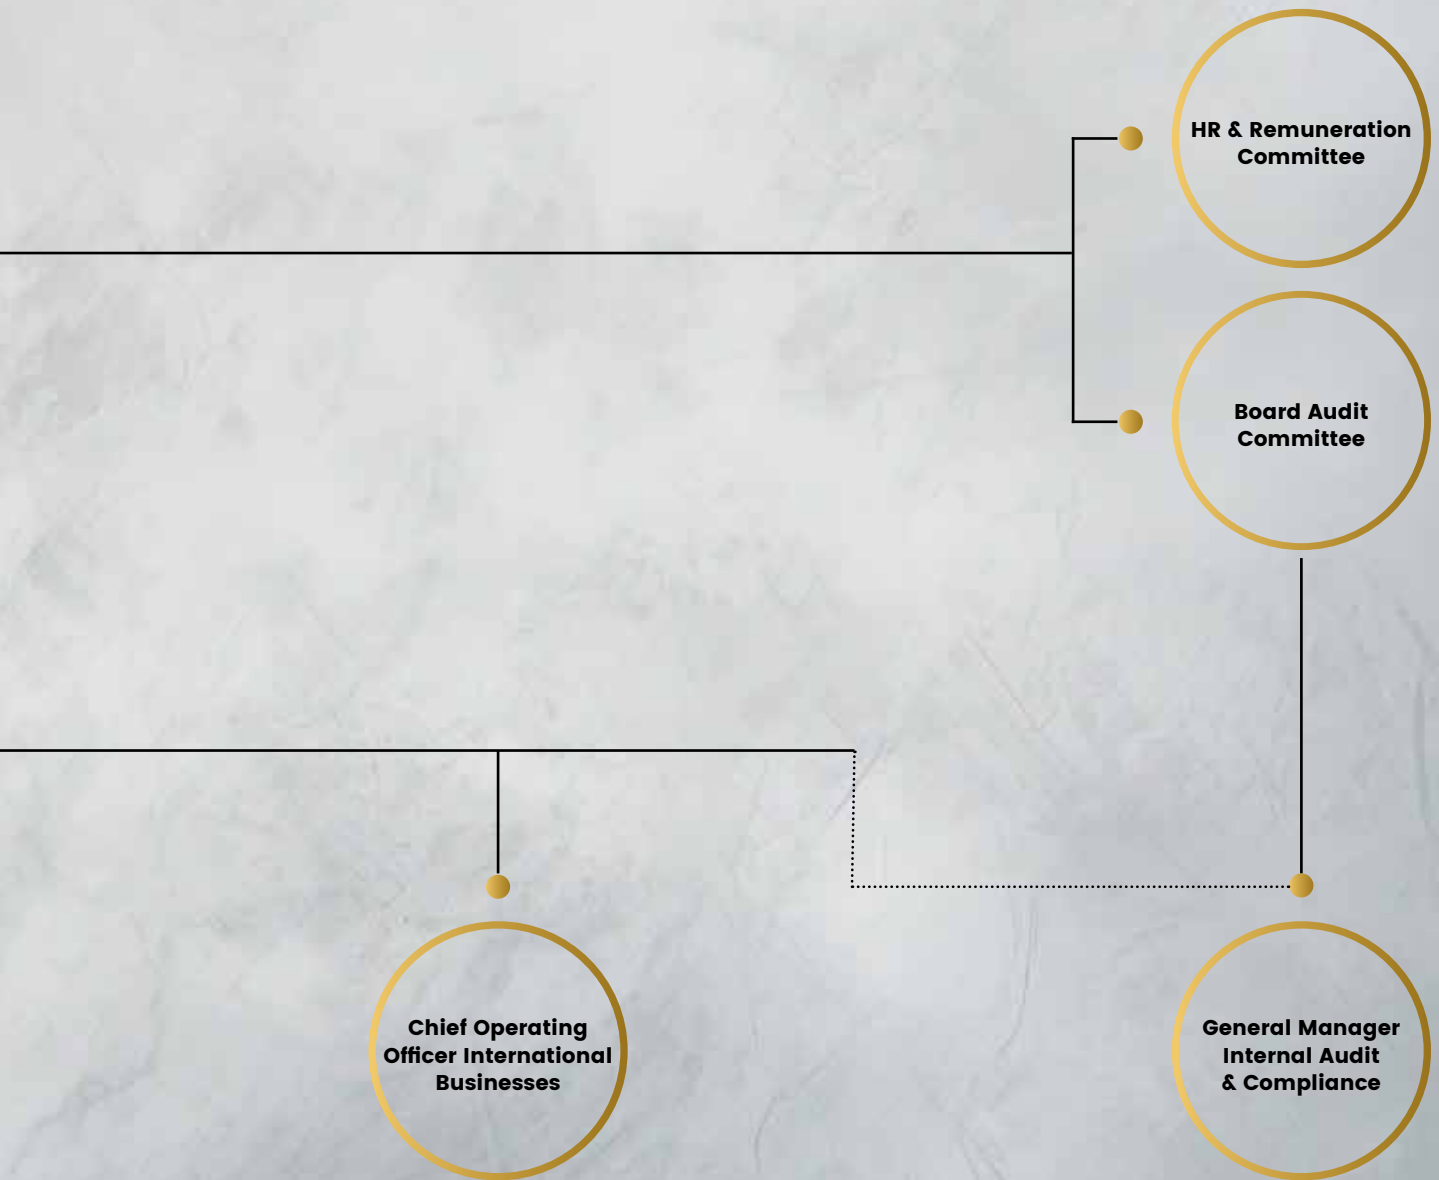 HR & Remuneration
Committee
Board Audit
Committee
Chief Operating
Officer International
Businesses
General Manager
Internal Audit
& Compliance